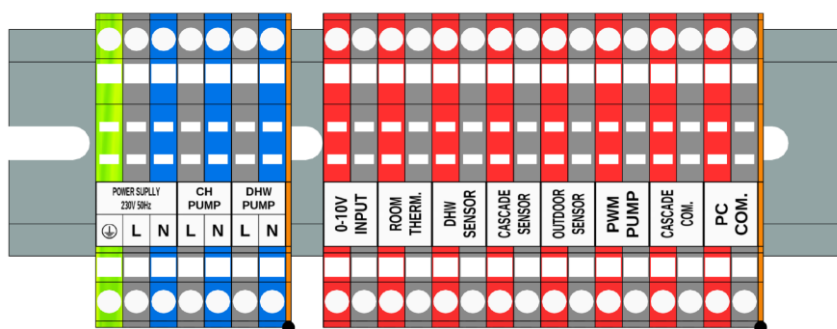 POWER SUPLLY
230V 50Hz
CH
PUMP
DHW
PUMP
L
N
L
N
L
N
0-10V
INPUT
ROOM
THERM.
DHW
SENSOR
CASCADE
SENSOR
OUTDOOR
SENSOR
PWM
PUMP
CASCADE
COM.
PC
COM.